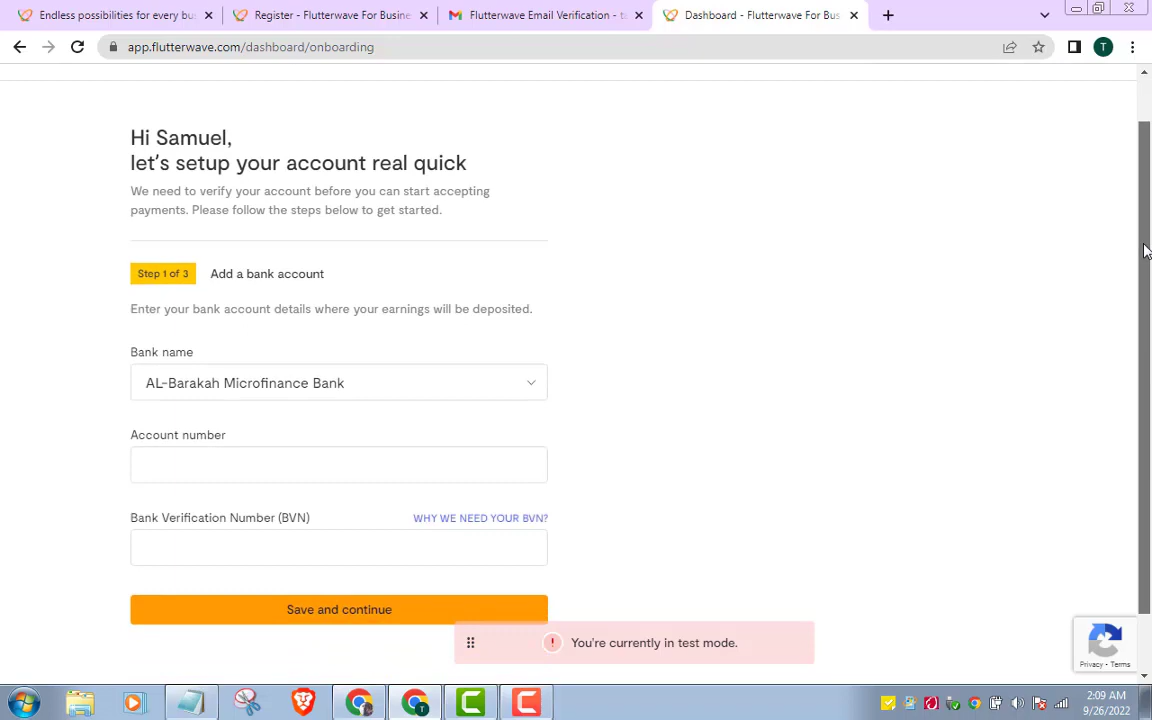 Endless possibilities for every bu
Register - Flutterwave For Busine
Flutterwave Email Verification - t
Dashboard - Flutterwave For Bus
app.flutterwave.com/dashboard/onboarding
T
Hi Samuel,
let's setup your account real quick
We need to verify your account before you can start accepting
payments. Please follow the steps below to get started.
Step 1 of 3
Add a bank account
Enter your bank account details where your earnings will be deposited.
Bank name
AL-Barakah Microfinance Bank
Account number
Bank Verification Number (BVN)
WHY WE NEED YOUR BVN?
Save and continue
You're currently in test mode.
Privacy - Terms
T
2:09 AM
9/26/2022